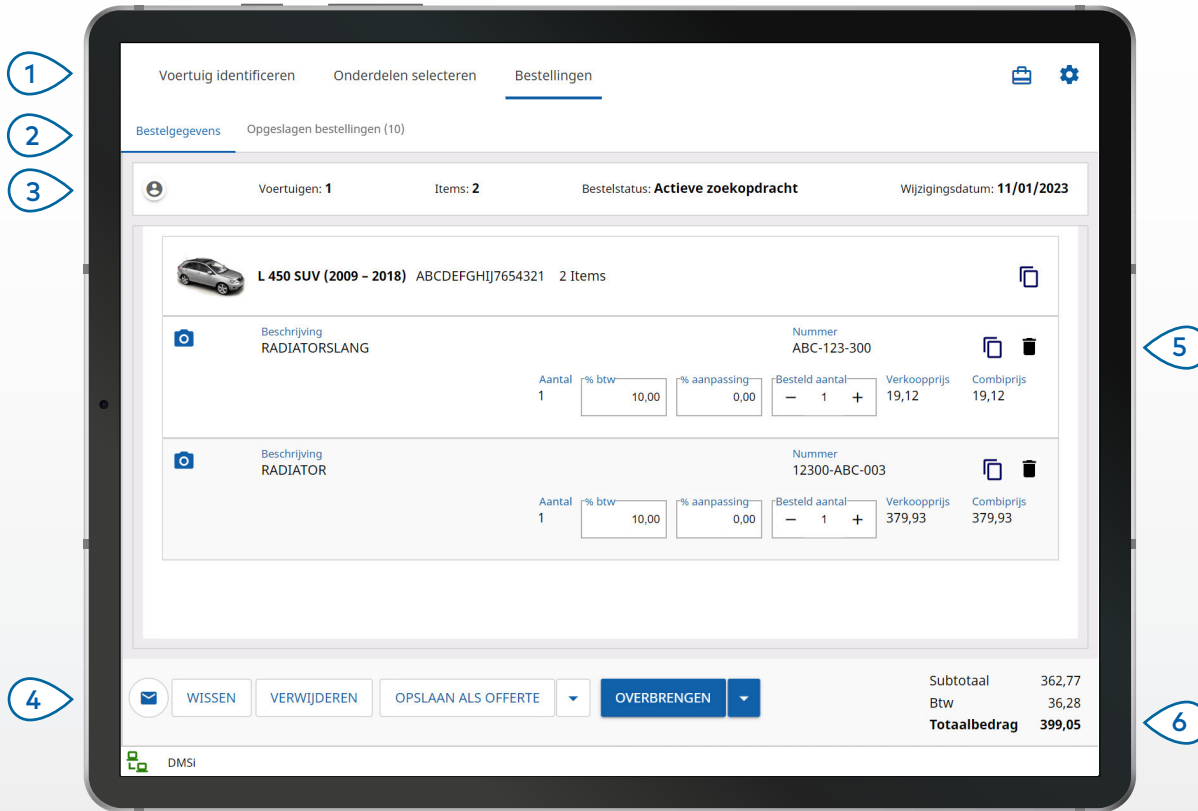 1
Voertuig identificeren Onderdelen selecteren Bestellingen
2
Bestelgegevens Opgeslagen bestellingen (10)
3
Voertuigen: 1 Items: 2 Bestelstatus: Actieve zoekopdracht Wijzigingsdatum: 11/01/2023
L 450 SUV (2009 – 2018) ABCDEFGHIJ7654321 2 Items
Beschrijving Nummer
RADIATORSLANG ABC-123-300
5
Aantal % btw % aanpassing Besteld aantal Verkoopprijs Combiprijs
1 10,00 0,00 − 1 + 19,12 19,12
Beschrijving Nummer
RADIATOR 12300-ABC-003
Aantal % btw % aanpassing Besteld aantal Verkoopprijs Combiprijs
1 10,00 0,00 − 1 + 379,93 379,93
4
WISSEN VERWIJDEREN OPSLAAN ALS OFFERTE OVERBRENGEN
Subtotaal 362,77
Btw 36,28
Totaalbedrag 399,05
6
DMSi